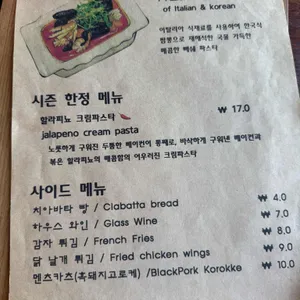 of Italian & korean
이탈리아 식재료를 사용하여 한국식
짬뽕으로 재해석한 국물 가득한
매콤한 빼쉐 파스타
시즌 한정 메뉴
할라피뇨 크림파스타 ₩ 17.0
jalapeno cream pasta
노릇하게 구워진 두툼한 베이컨이 통째로, 바삭하게 구워낸 베이컨과
볶은 할라피뇨의 매콤함의 어우러진 크림파스타
사이드 메뉴
치아바타 빵 / Ciabatta bread ₩ 4.0
하우스 와인 / Glass Wine ₩ 7.0
감자 튀김 / French Fries ₩ 8.0
닭 날개 튀김 / Fried chicken wings ₩ 9.0
멘츠카츠(흑돼지고로케) /BlackPork Korokke ₩ 10.0